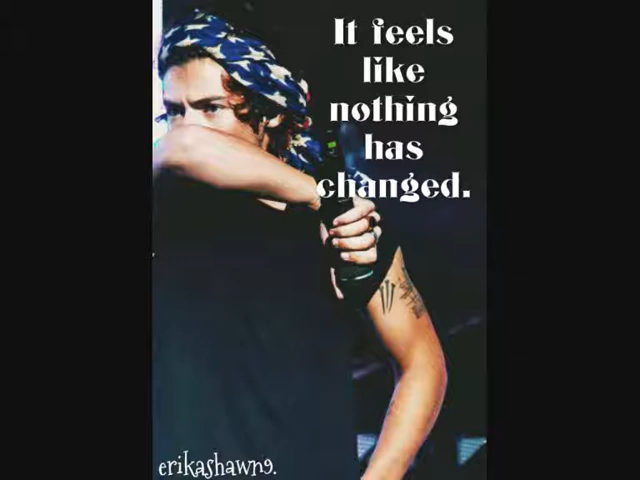 It feels
like
nothing
has
changed.
erikashawn9.